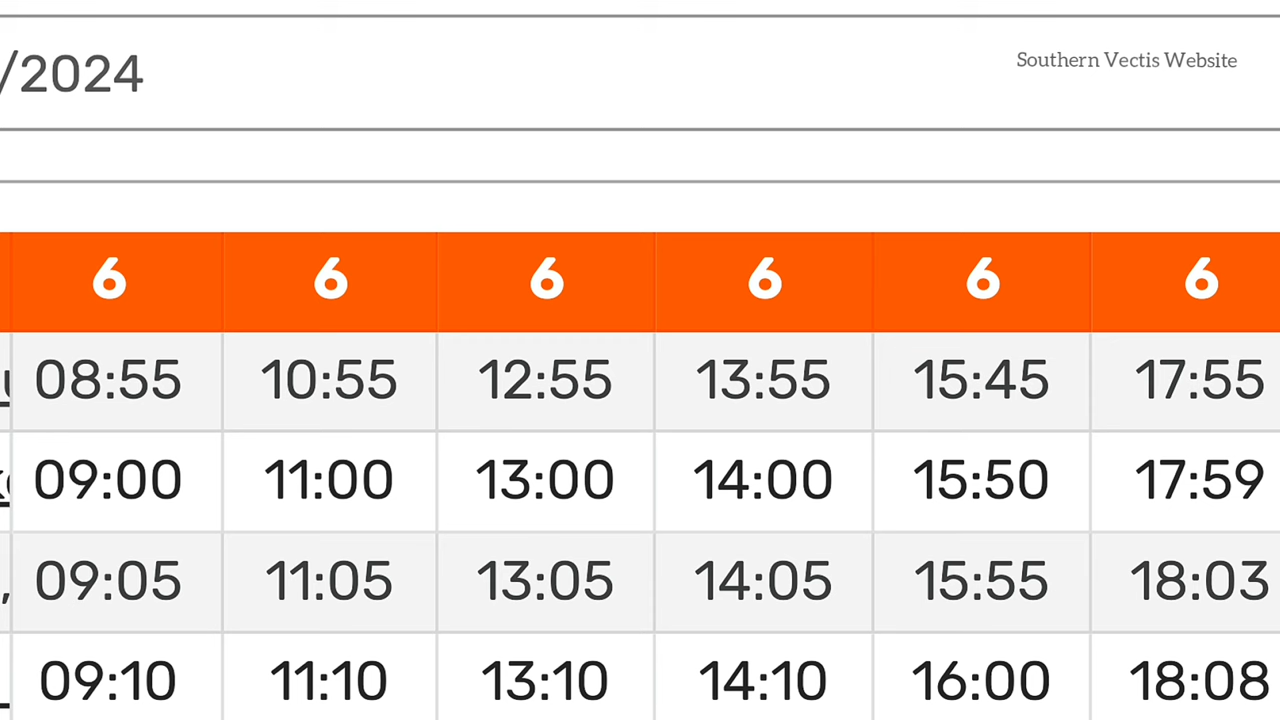 /2024
Southern Vectis Website
6 6 6 6 6 6
08:55 10:55 12:55 13:55 15:45 17:55
09:00 11:00 13:00 14:00 15:50 17:59
09:05 11:05 13:05 14:05 15:55 18:03
09:10 11:10 13:10 14:10 16:00 18:08